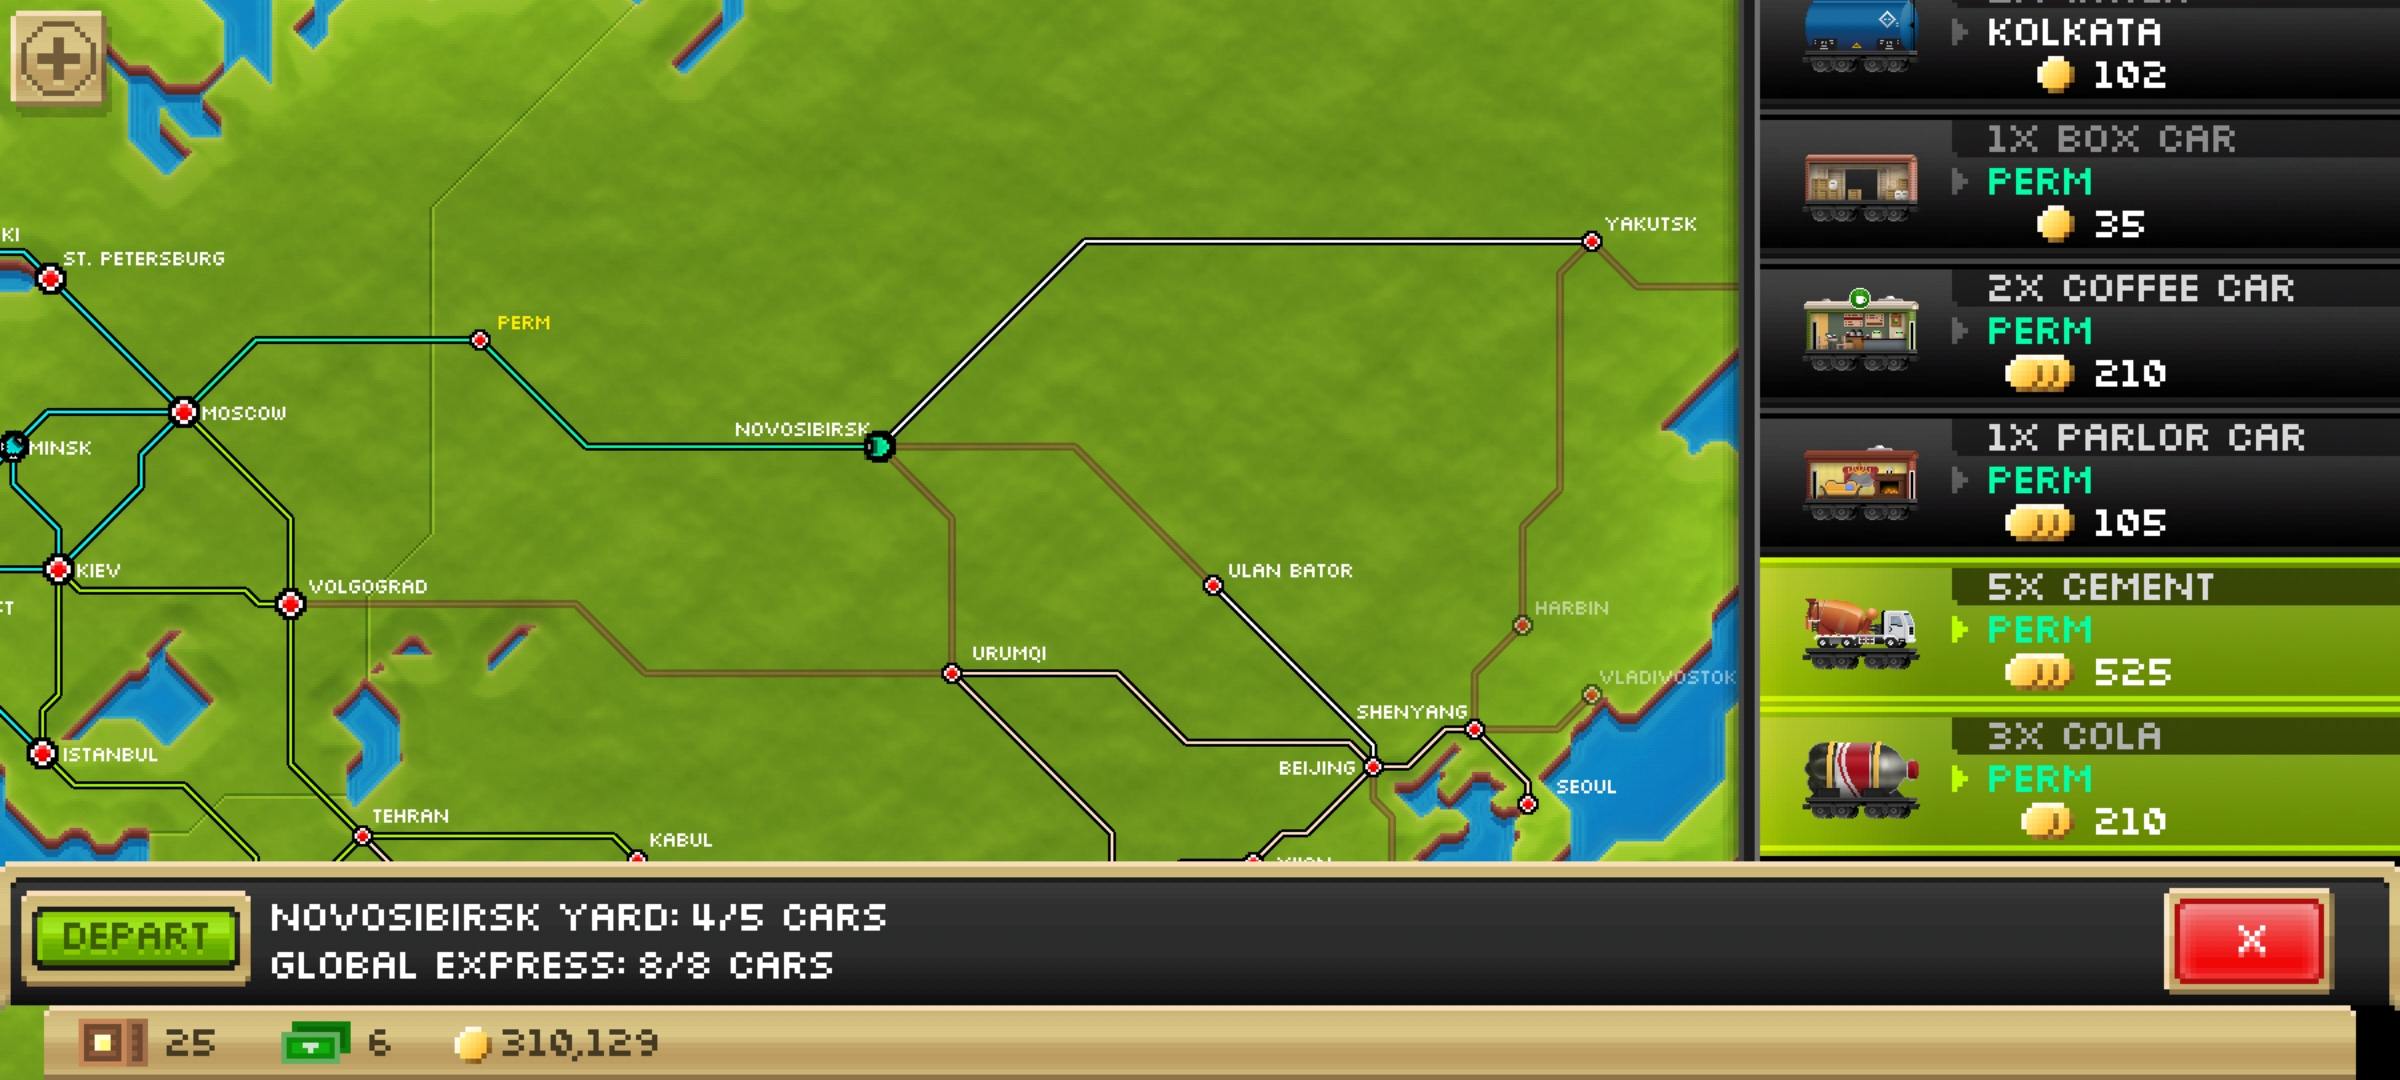 KOLKATA
102
1X BOX CAR
PERM
35
2X COFFEE CAR
PERM
210
1X PARLOR CAR
PERM
105
5X CEMENT
PERM
525
3X COLA
PERM
210
KI
ST. PETERSBURG
YAKUTSK
PERM
MOSCOW
NOVOSIBIRSK
MINSK
KIEV
VOLGOGRAD
ULAN BATOR
HARBIN
URUMQI
VLADIVOSTOK
SHENYANG
ISTANBUL
BEIJING
SEOUL
TEHRAN
KABUL
DEPART
NOVOSIBIRSK YARD: 4/5 CARS
GLOBAL EXPRESS: 8/8 CARS
X
25
6
310,129